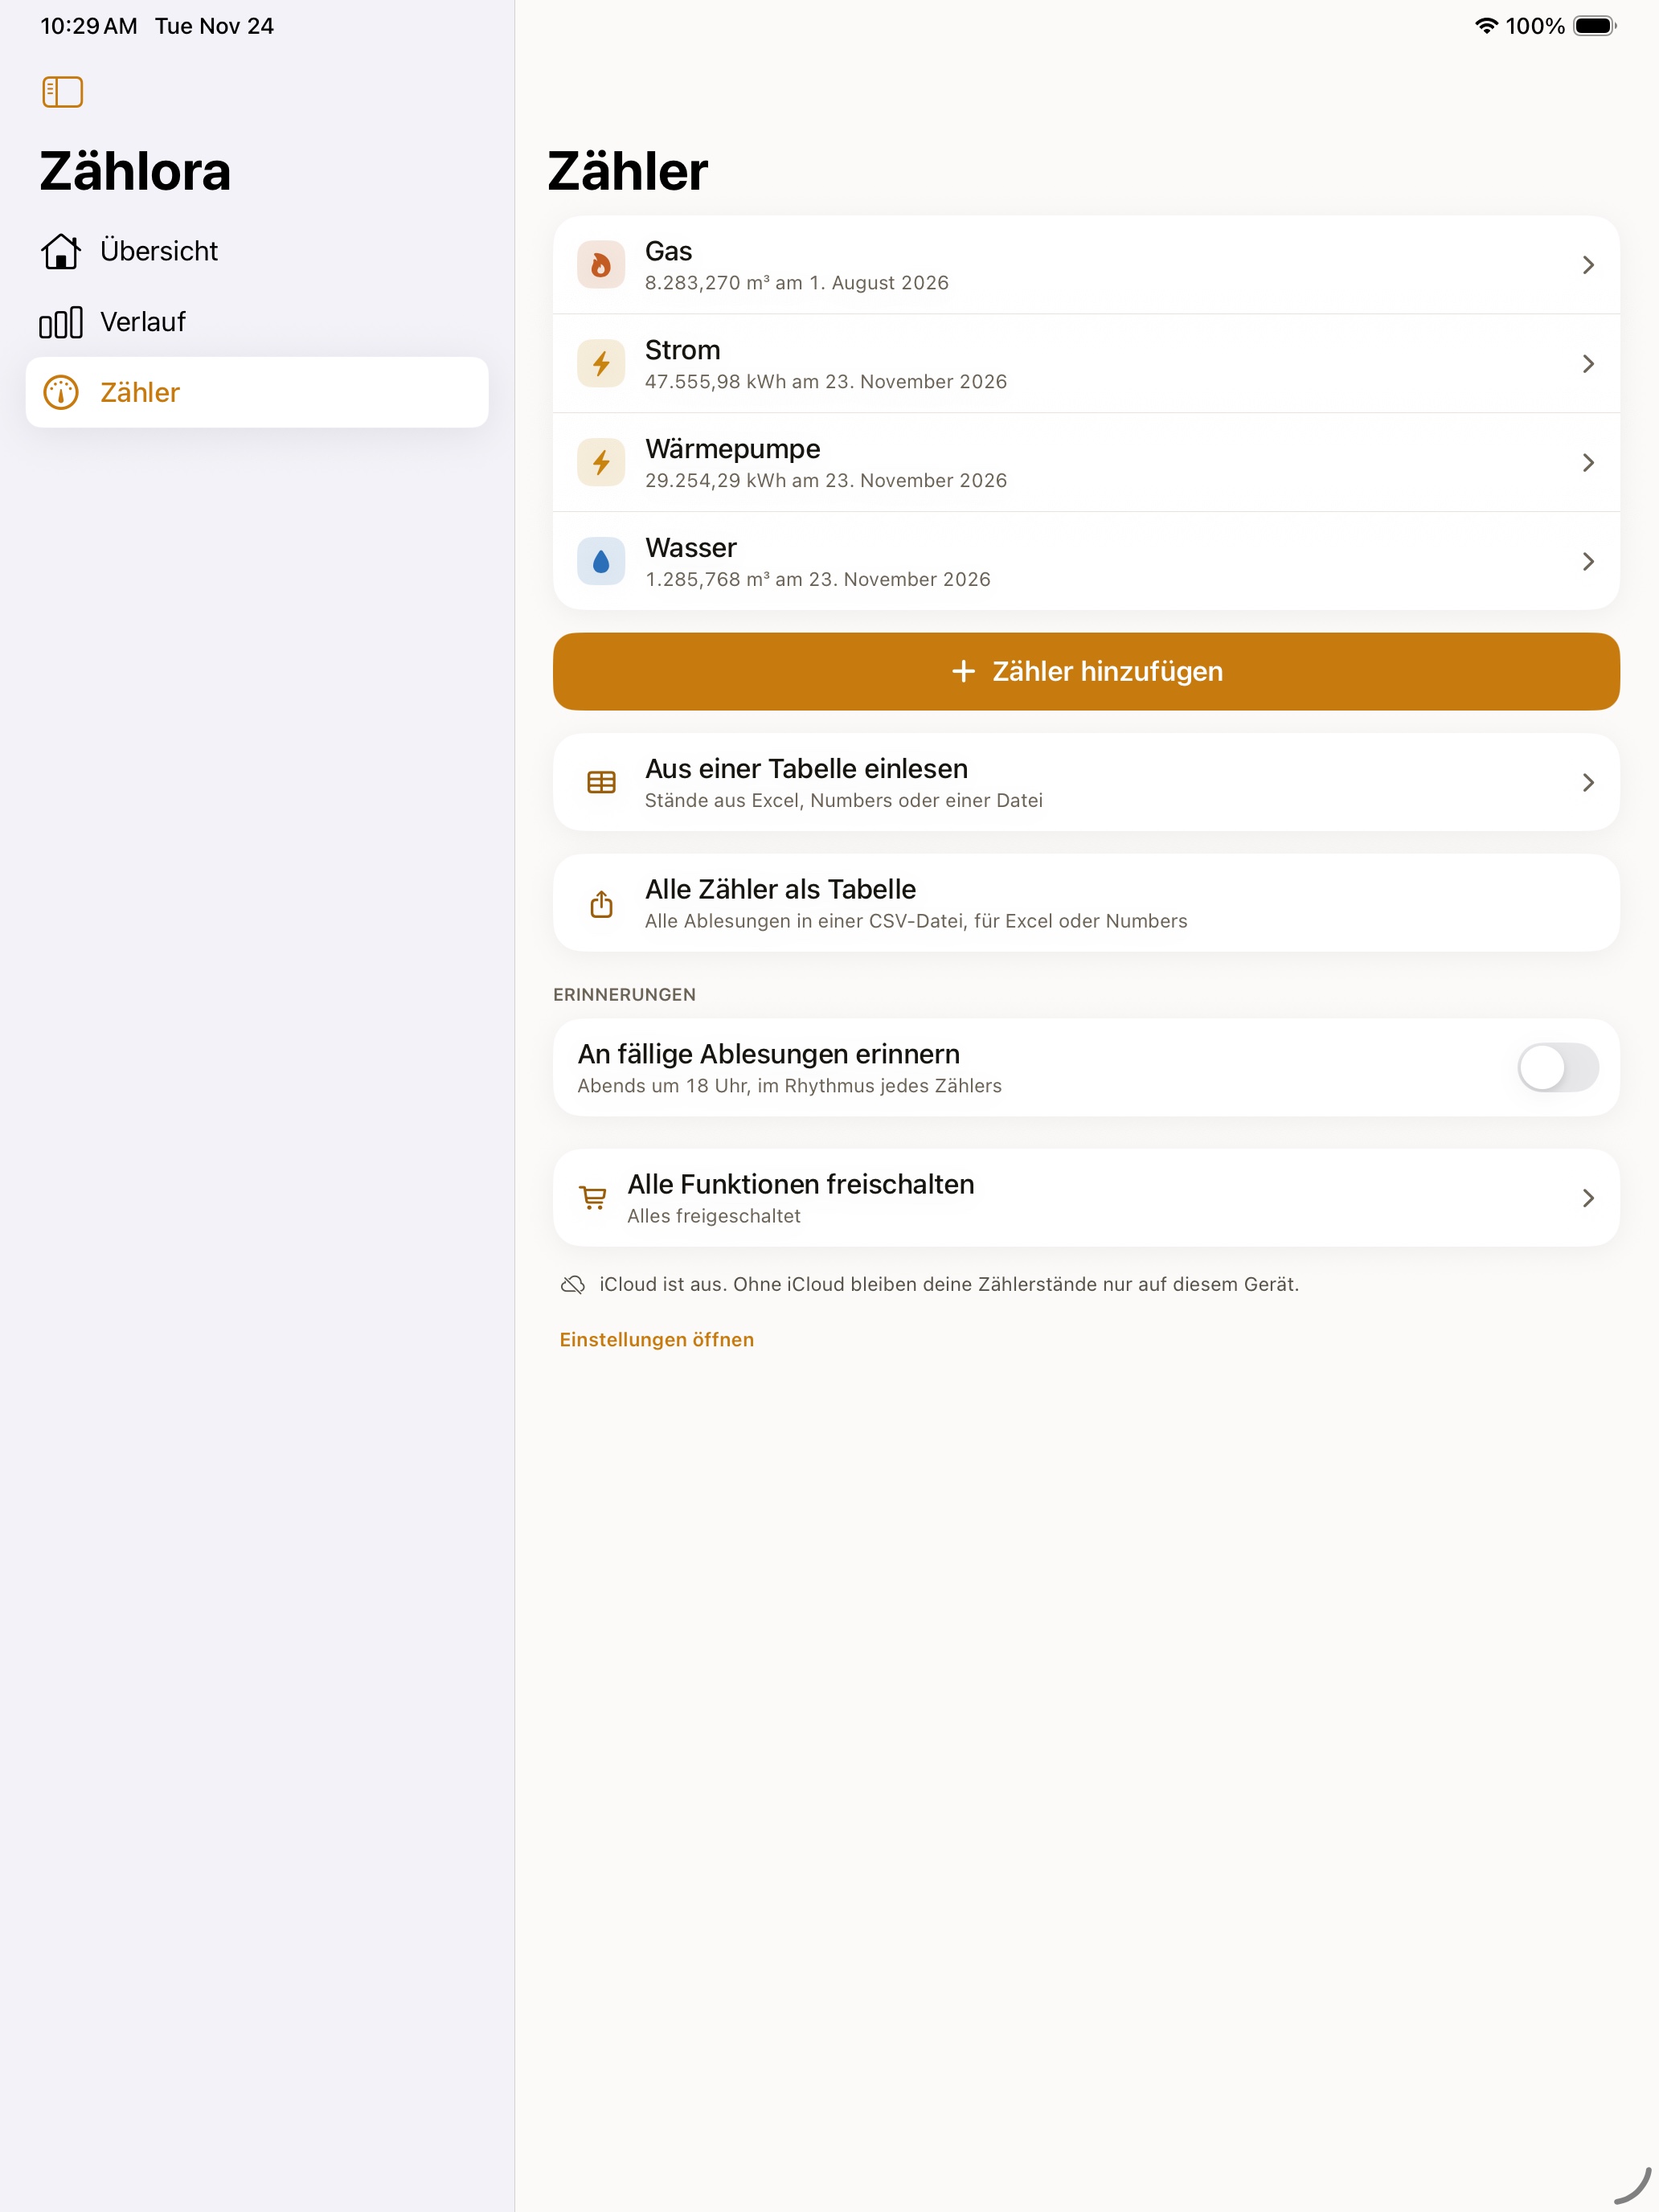 10:29 AM Tue Nov 24
100%
Zählora
Übersicht
Verlauf
Zähler
Zähler
Gas
8.283,270 m³ am 1. August 2026
Strom
47.555,98 kWh am 23. November 2026
Wärmepumpe
29.254,29 kWh am 23. November 2026
Wasser
1.285,768 m³ am 23. November 2026
+ Zähler hinzufügen
Aus einer Tabelle einlesen
Stände aus Excel, Numbers oder einer Datei
Alle Zähler als Tabelle
Alle Ablesungen in einer CSV-Datei, für Excel oder Numbers
ERINNERUNGEN
An fällige Ablesungen erinnern
Abends um 18 Uhr, im Rhythmus jedes Zählers
Alle Funktionen freischalten
Alles freigeschaltet
iCloud ist aus. Ohne iCloud bleiben deine Zählerstände nur auf diesem Gerät.
Einstellungen öffnen